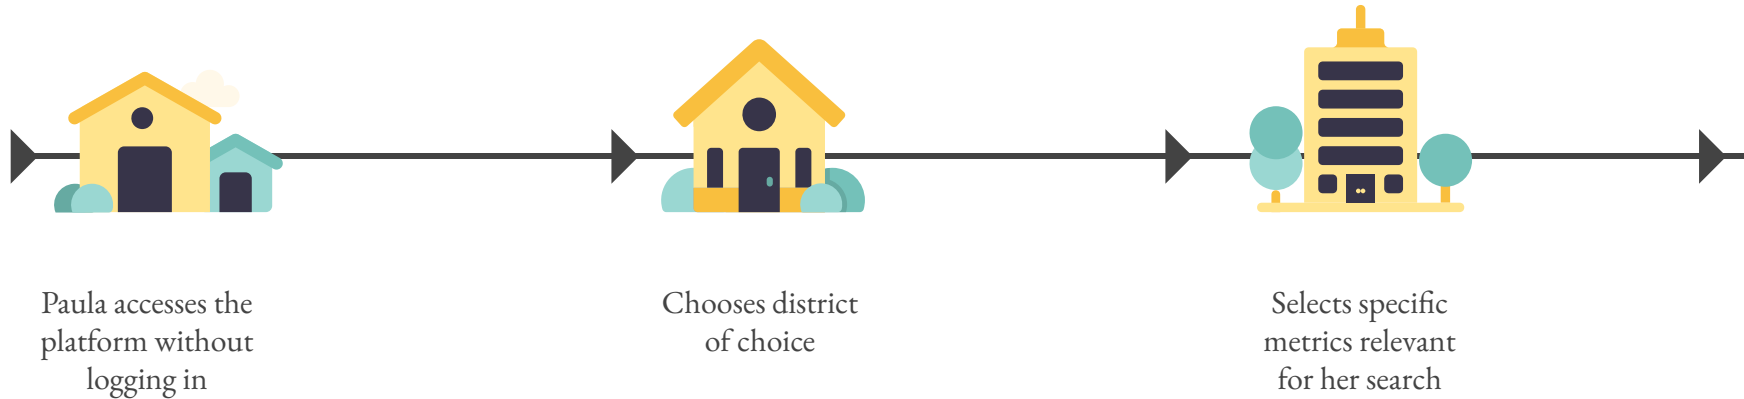 Paula accesses the
platform without
logging in
Chooses district
of choice
Selects specific
metrics relevant
for her search